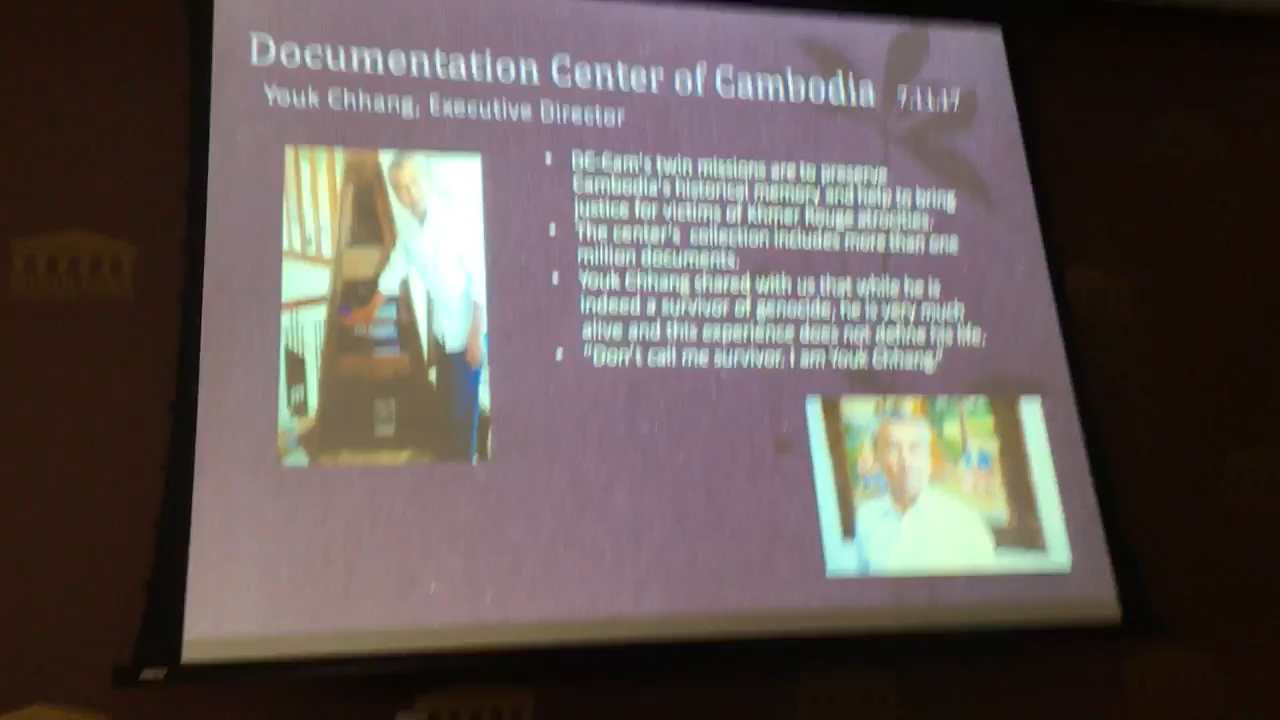 Documentation Center of Cambodia 7.11.17
Youk Chhang, Executive Director
DC-Cam's twin missions are to preserve
Cambodia's historical memory and help to bring
justice for victims of Khmer Rouge atrocities.
The center's collection includes more than one
million documents.
Youk Chhang shared with us that while he is
indeed a survivor of genocide, he is very much
alive and this experience does not define his life.
"Don't call me survivor. I am Youk Chhang"